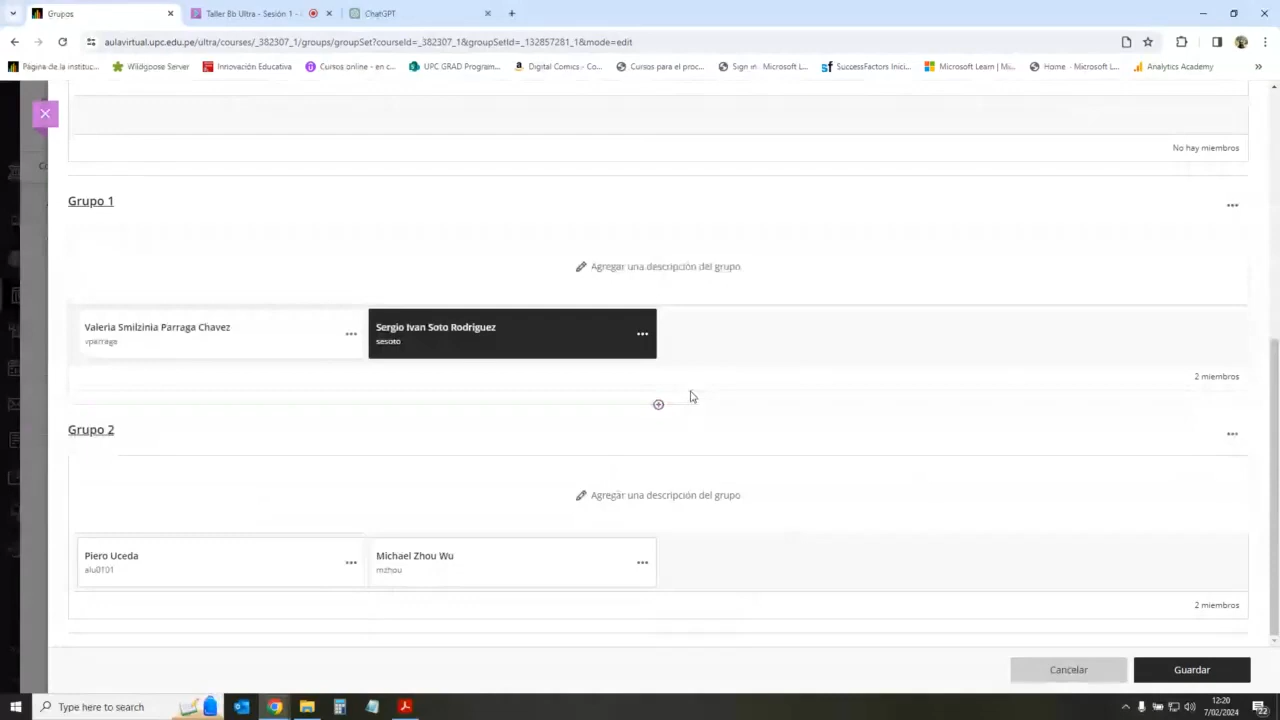 Grupos
Taller Bb Ultra - Sesión 1 -
ChatGPT
aulavirtual.upc.edu.pe/ultra/courses/_382307_1/groups/groupSet?courseId=_382307_1&groupSetId=_132857281_1&mode=edit
Página de la instituc...
Wildgoose Server
Innovación Educativa
Cursos online - en c...
UPC GRAD Program...
Digital Comics - Co...
Cursos para el proc...
Sign in · Microsoft L...
SuccessFactors Inici...
Microsoft Learn | Mi...
Home · Microsoft L...
Analytics Academy
»
No hay miembros
Grupo 1
Agregar una descripción del grupo
Valeria Smilzinia Parraga Chavez
vparraga
Sergio Ivan Soto Rodriguez
sesoto
2 miembros
Grupo 2
Agregar una descripción del grupo
Piero Uceda
alu0101
Michael Zhou Wu
mzhou
2 miembros
Cancelar
Guardar
Type here to search
12:20
7/02/2024
22